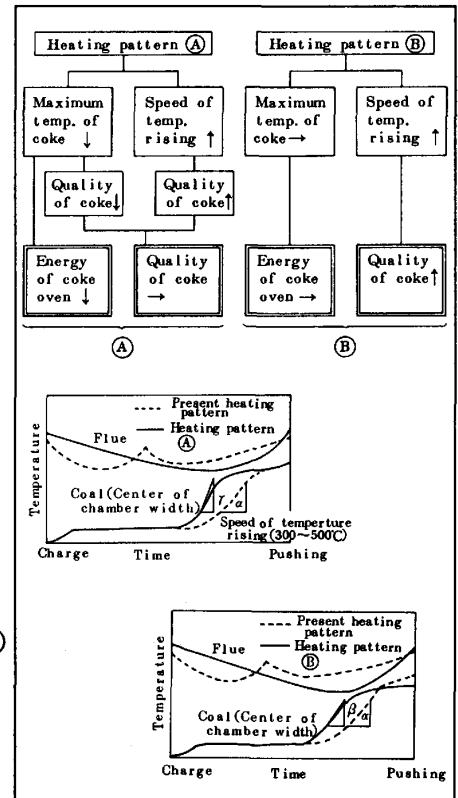 Heating pattern Ⓐ
Maximum
temp. of
coke ↓
Speed of
temp.
rising ↑
Quality
of coke↓
Quality
of coke↑
Energy
of coke
oven ↓
Quality
of coke
→
Ⓐ
Heating pattern Ⓑ
Maximum
temp. of
coke→
Speed of
temp.
rising ↑
Energy
of coke
oven →
Quality
of coke↑
Ⓑ
Temperature
Present heating
pattern
Heating pattern
Ⓐ
Flue
Coal(Center of
chamber width)
γ α
Speed of temperture
rising(300~500℃)
Charge Time Pushing
Temperature
Present heating
pattern
Heating pattern
Ⓑ
Flue
Coal(Center of
chamber width)
β α
Charge Time Pushing